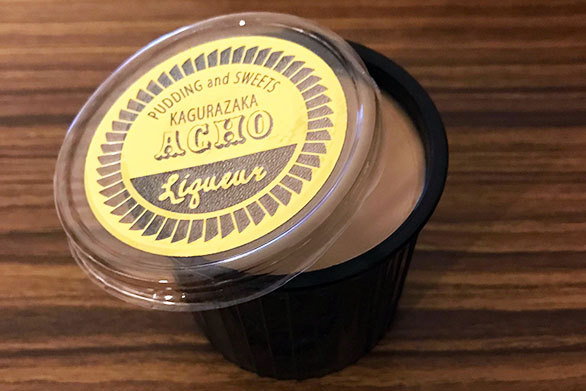 PUDDING and SWEETS
KAGURAZAKA
ACHO
Liqueur